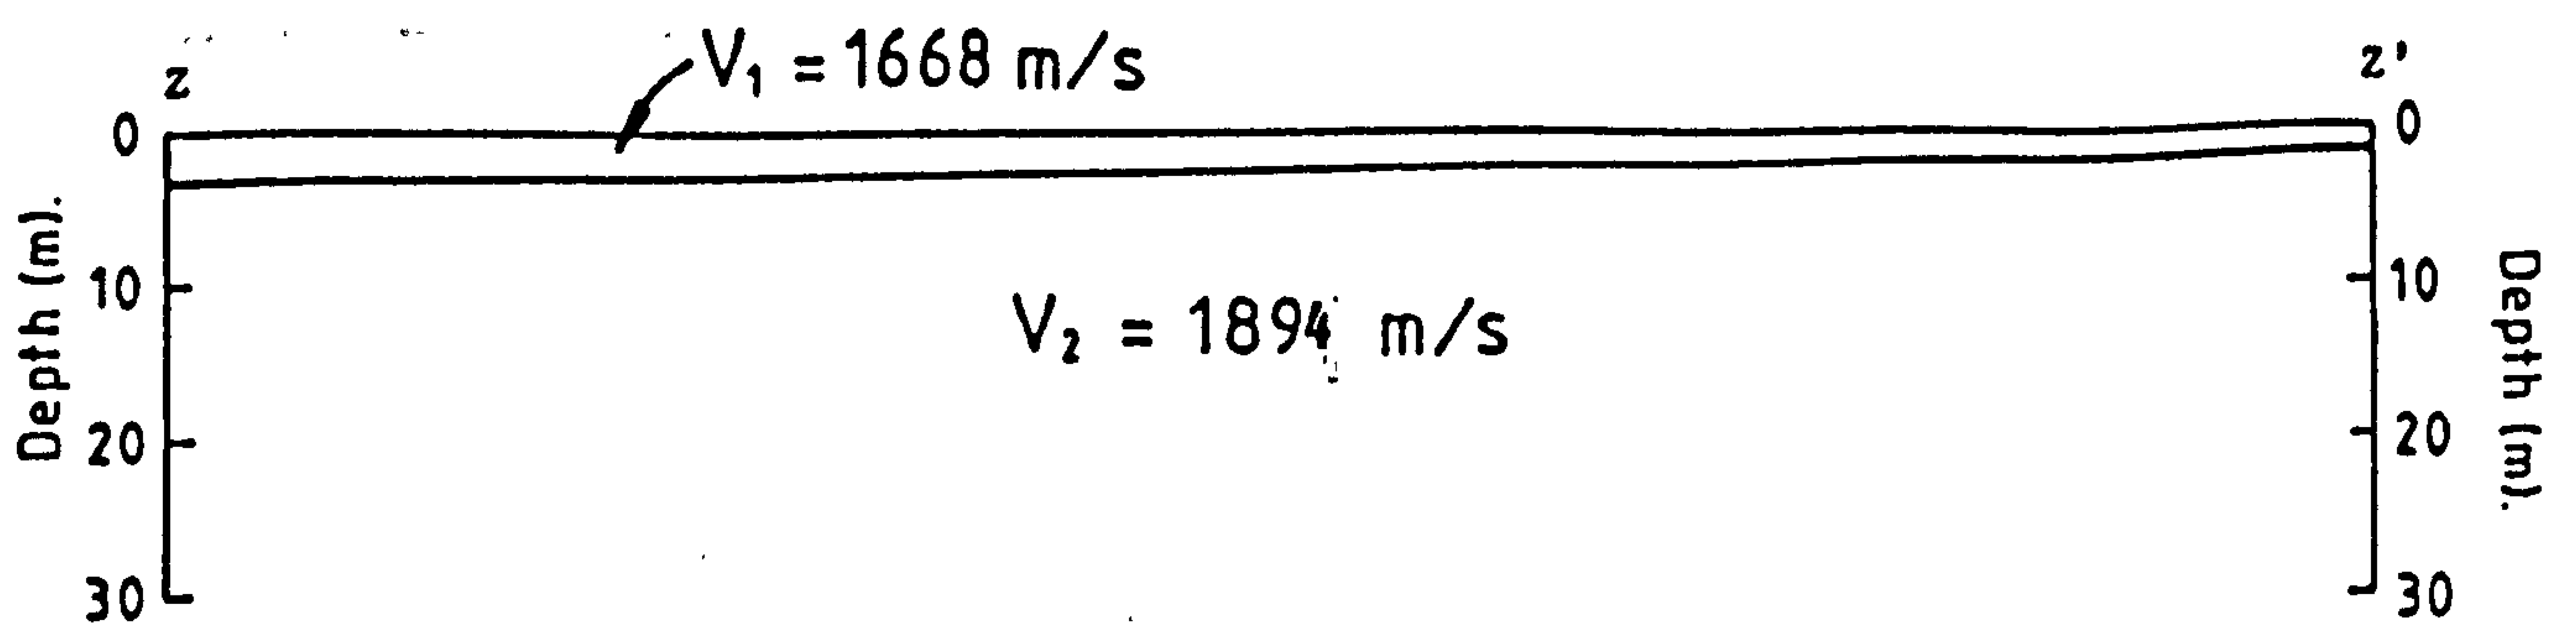 V₁ = 1668 m/s
z
z'
0
0
Depth (m).
10
10
Depth (m).
V₂ = 1894 m/s
20
20
30
30